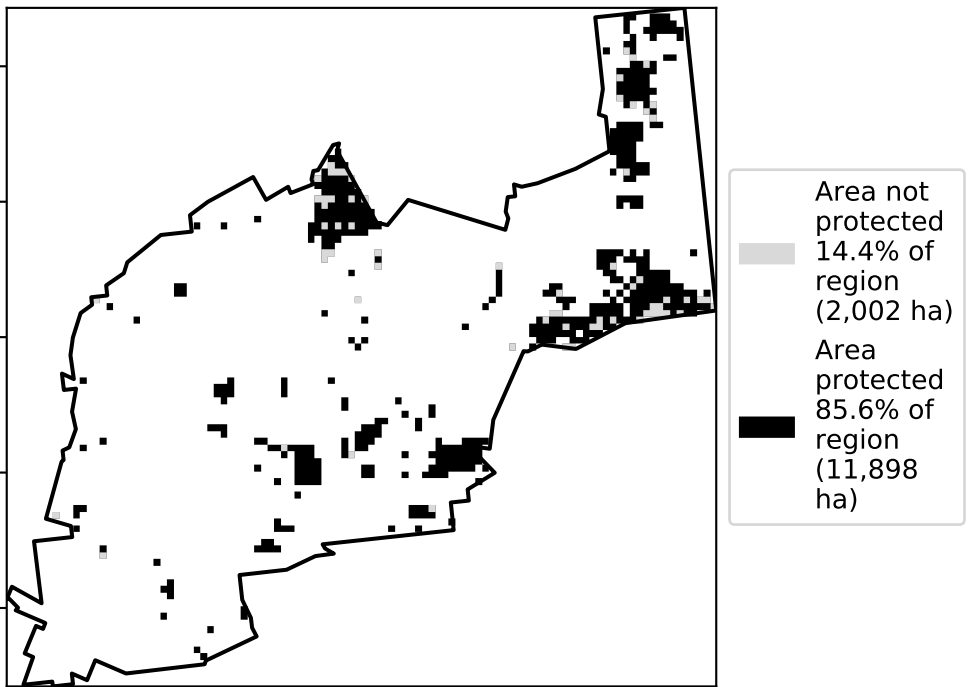 Area not
protected
14.4% of
region
(2,002 ha)
Area
protected
85.6% of
region
(11,898
ha)